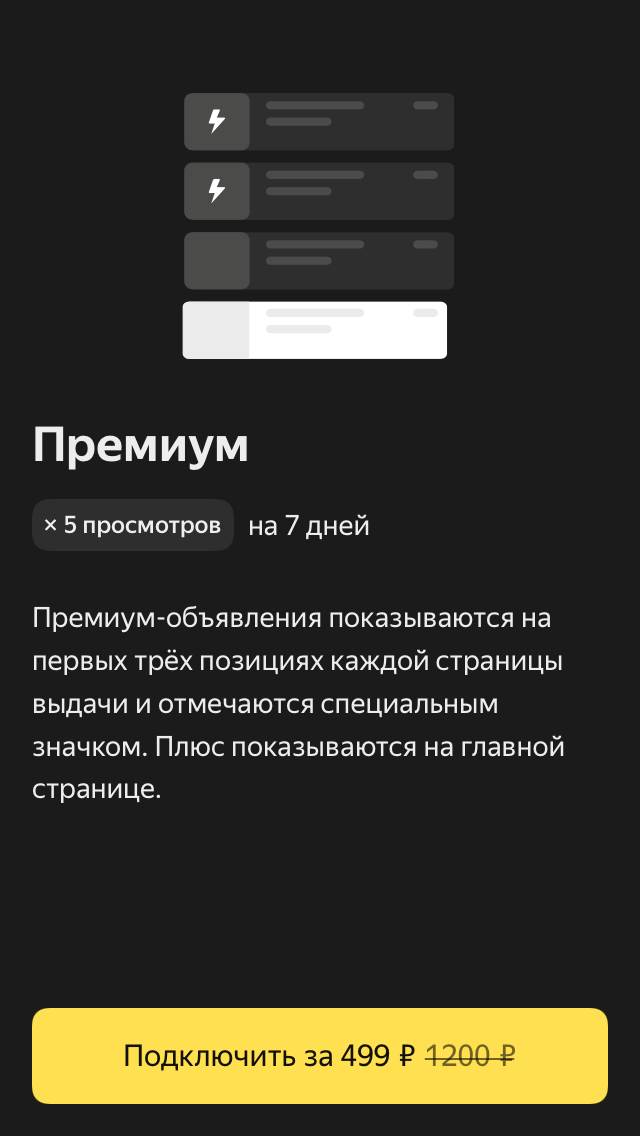 Премиум
× 5 просмотров на 7 дней
Премиум-объявления показываются на
первых трёх позициях каждой страницы
выдачи и отмечаются специальным
значком. Плюс показываются на главной
странице.
Подключить за 499 ₽ 1200 ₽